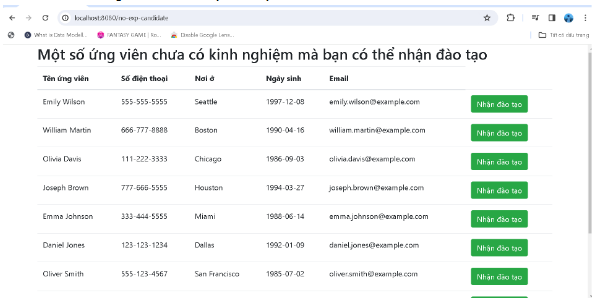 localhost:8080/no-exp-candidate
What is Data Modeli... FANTASY GAME | Ro... Disable Google Lens... Tất cả dấu trang
Một số ứng viên chưa có kinh nghiệm mà bạn có thể nhận đào tạo
Tên ứng viên Số điện thoại Nơi ở Ngày sinh Email
Emily Wilson 555-555-5555 Seattle 1997-12-08 emily.wilson@example.com Nhận đào tạo
William Martin 666-777-8888 Boston 1990-04-16 william.martin@example.com Nhận đào tạo
Olivia Davis 111-222-3333 Chicago 1986-09-03 olivia.davis@example.com Nhận đào tạo
Joseph Brown 777-666-5555 Houston 1994-03-27 joseph.brown@example.com Nhận đào tạo
Emma Johnson 333-444-5555 Miami 1988-06-14 emma.johnson@example.com Nhận đào tạo
Daniel Jones 123-123-1234 Dallas 1992-01-09 daniel.jones@example.com Nhận đào tạo
Oliver Smith 555-123-4567 San Francisco 1985-07-02 oliver.smith@example.com Nhận đào tạo